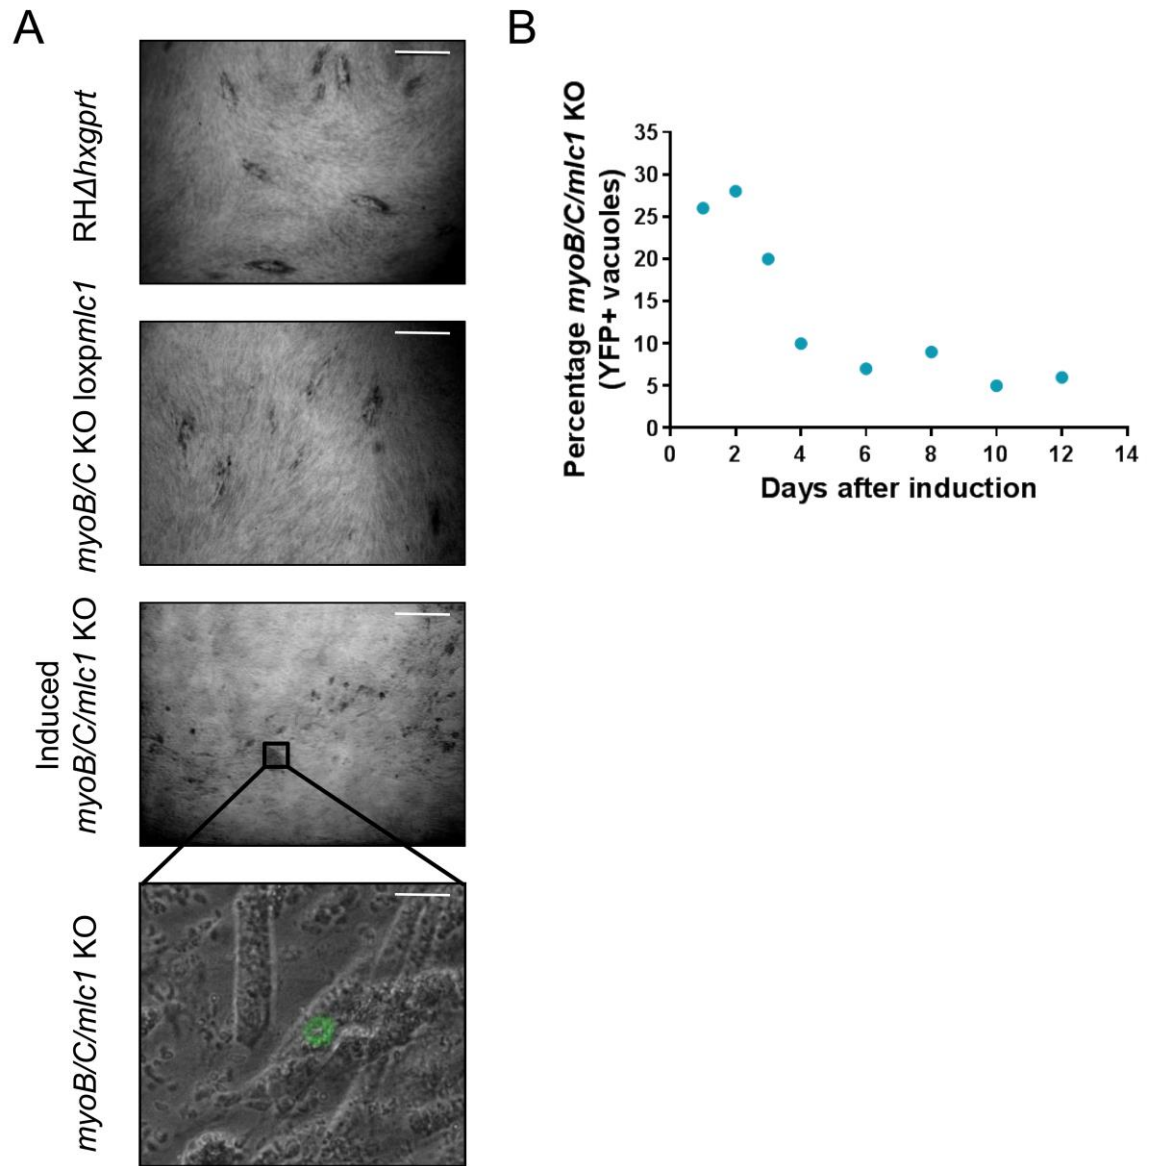 A
RHΔhxgprt
myoB/C KO loxpmlc1
Induced
myoB/C/mlc1 KO
myoB/C/mlc1 KO
B
Percentage myoB/C/mlc1 KO
(YFP+ vacuoles)
35
30
25
20
15
10
5
0
0 2 4 6 8 10 12 14
Days after induction